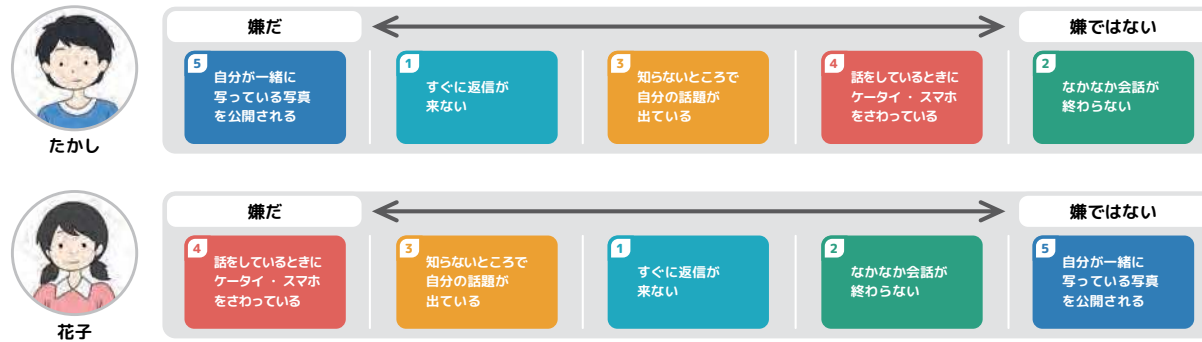 嫌だ
嫌ではない
5
自分が一緒に
写っている写真
を公開される
1
すぐに返信が
来ない
3
知らないところで
自分の話題が
出ている
4
話をしているときに
ケータイ・スマホ
をさわっている
2
なかなか会話が
終わらない
たかし
嫌だ
嫌ではない
4
話をしているときに
ケータイ・スマホ
をさわっている
3
知らないところで
自分の話題が
出ている
1
すぐに返信が
来ない
2
なかなか会話が
終わらない
5
自分が一緒に
写っている写真
を公開される
花子